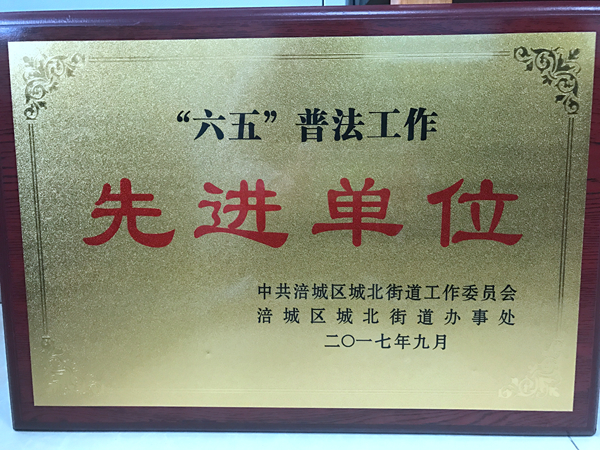 “六五”普法工作
先进单位
中共涪城区城北街道工作委员会
涪城区城北街道办事处
二〇一七年九月